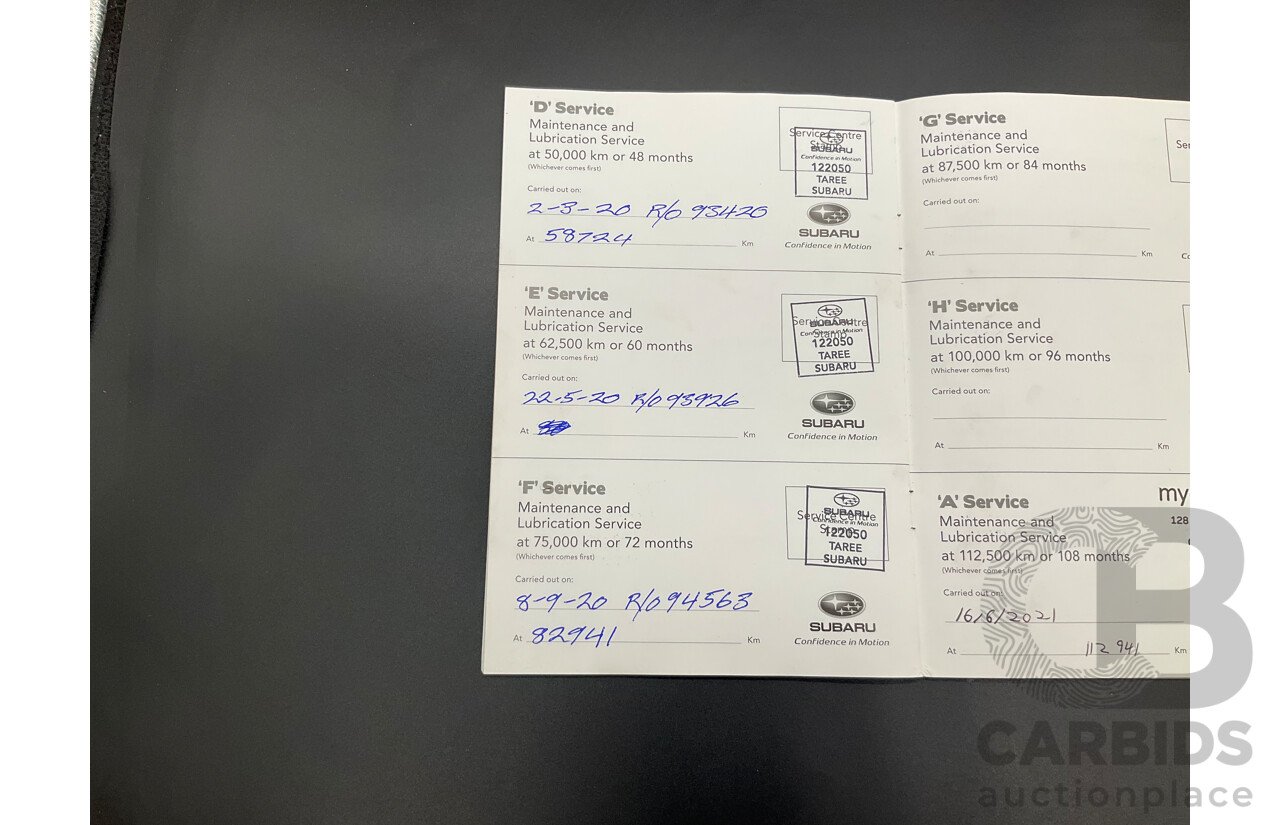 'D' Service
Maintenance and
Lubrication Service
at 50,000 km or 48 months
(Whichever comes first)
Carried out on:
2-3-20 R/o 93420
At 58724 Km
Service Centre
Stamp
SUBARU
Confidence in Motion
122050
TAREE
SUBARU
SUBARU
Confidence in Motion
'E' Service
Maintenance and
Lubrication Service
at 62,500 km or 60 months
(Whichever comes first)
Carried out on:
22-5-20 R/o 93926
At Km
Service Centre
Stamp
SUBARU
Confidence in Motion
122050
TAREE
SUBARU
SUBARU
Confidence in Motion
'F' Service
Maintenance and
Lubrication Service
at 75,000 km or 72 months
(Whichever comes first)
Carried out on:
8-9-20 R/o 94563
At 82941 Km
Service Centre
Stamp
SUBARU
Confidence in Motion
122050
TAREE
SUBARU
SUBARU
Confidence in Motion
'G' Service
Maintenance and
Lubrication Service
at 87,500 km or 84 months
(Whichever comes first)
Carried out on:
At Km
'H' Service
Maintenance and
Lubrication Service
at 100,000 km or 96 months
(Whichever comes first)
Carried out on:
At Km
'A' Service
my
Maintenance and
128
Lubrication Service
at 112,500 km or 108 months
(Whichever comes first)
Carried out on:
16/6/2021
At 112 941 Km
CB
CARBIDS
auctionplace